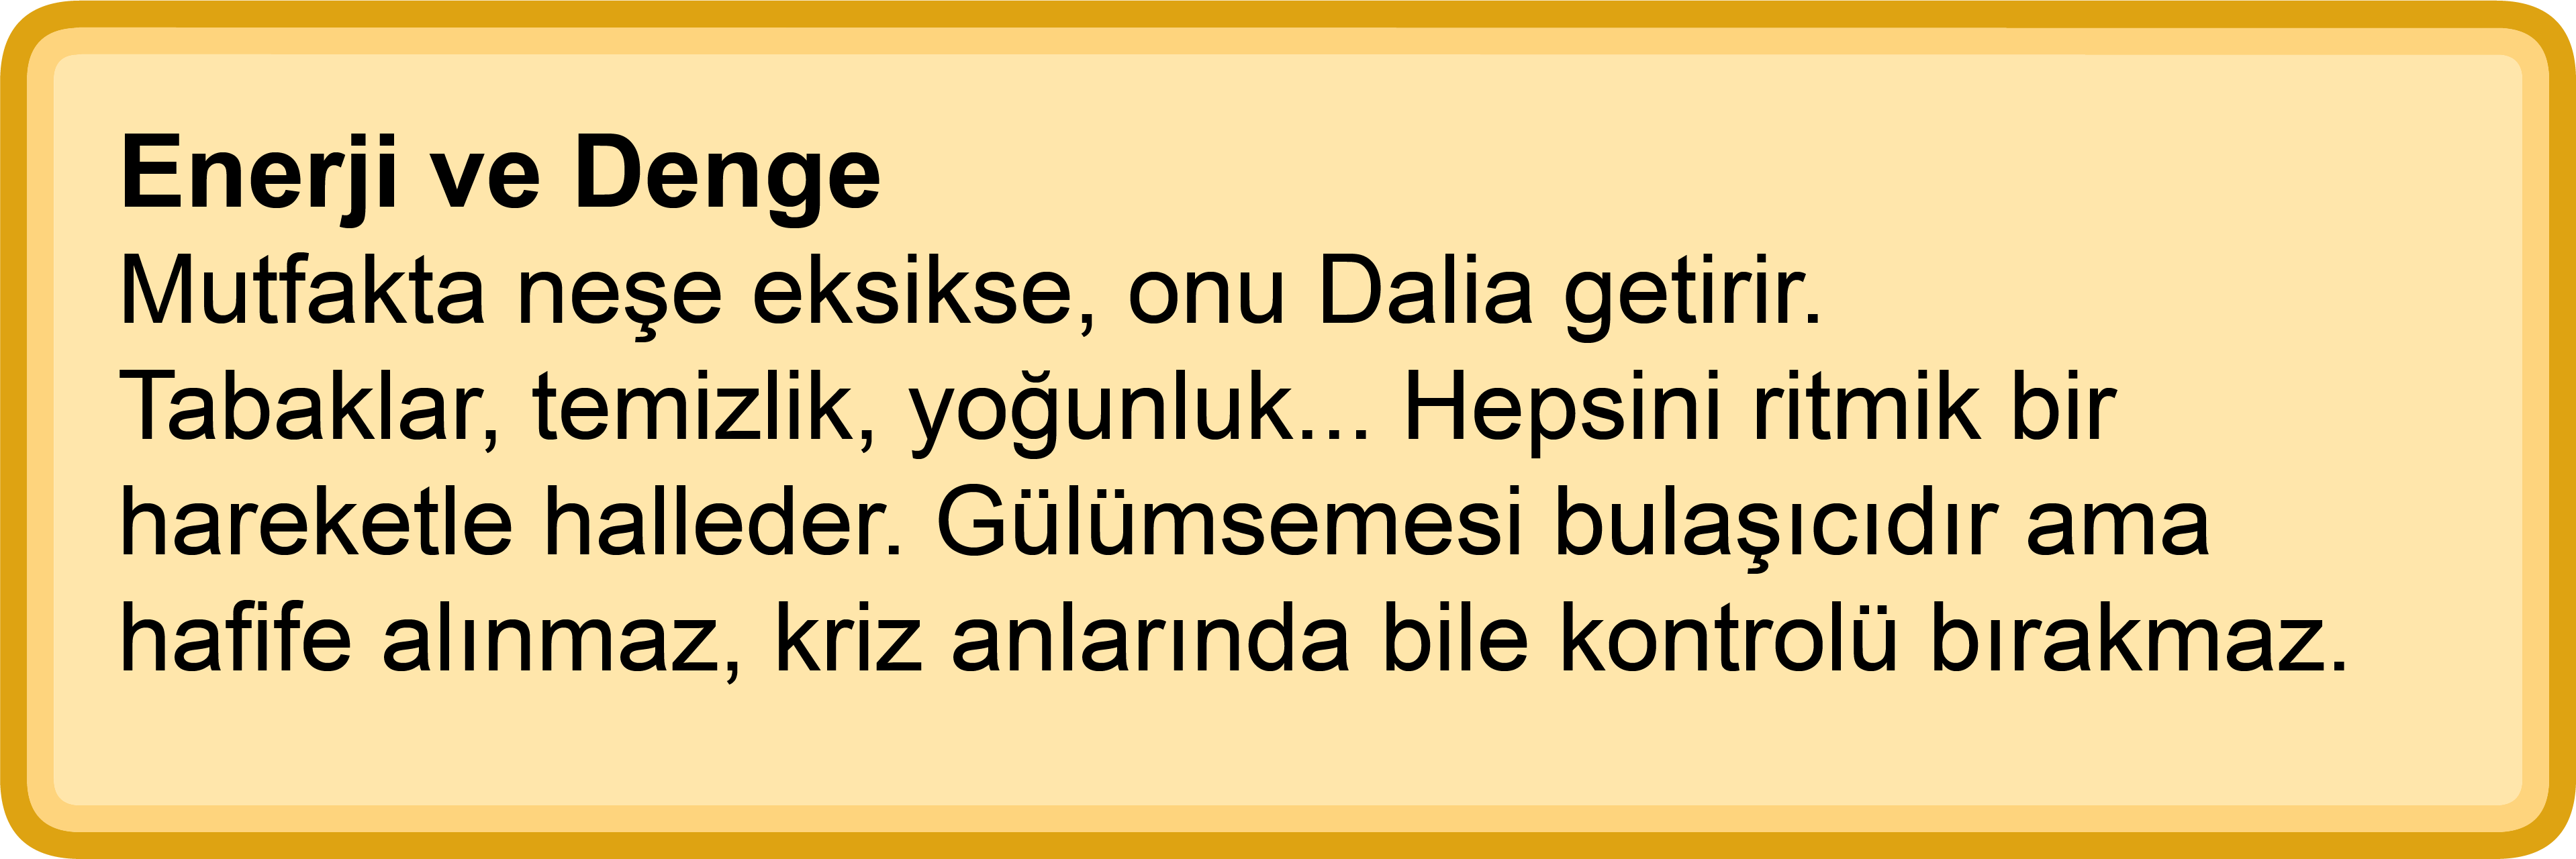 Enerji ve Denge
Mutfakta neşe eksikse, onu Dalia getirir.
Tabaklar, temizlik, yoğunluk... Hepsini ritmik bir
hareketle halleder. Gülümsemesi bulaşıcıdır ama
hafife alınmaz, kriz anlarında bile kontrolü bırakmaz.